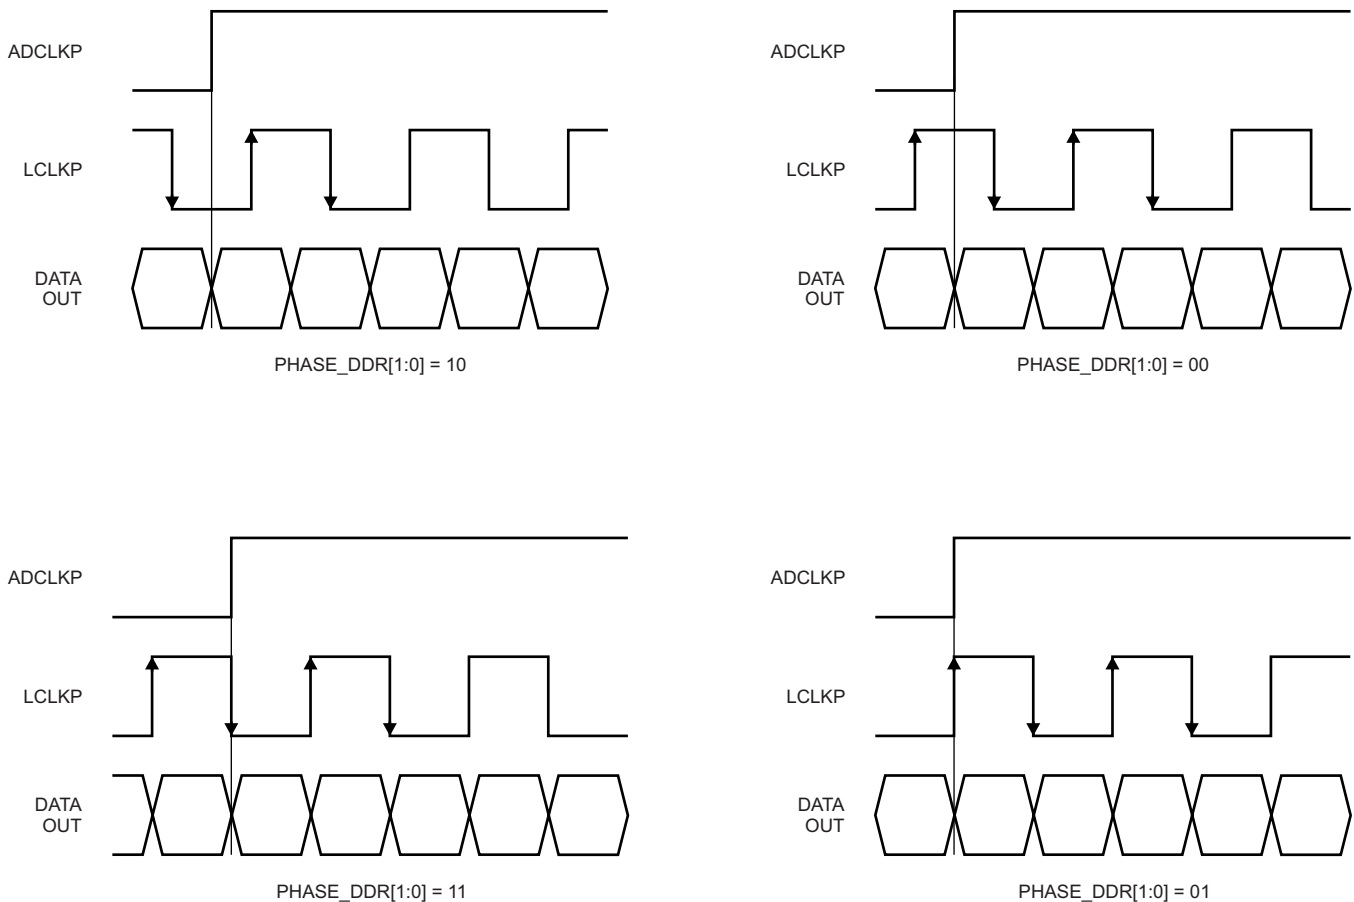 ADCLKP
LCLKP
DATA
OUT
PHASE_DDR[1:0] = 10
ADCLKP
LCLKP
DATA
OUT
PHASE_DDR[1:0] = 00
ADCLKP
LCLKP
DATA
OUT
PHASE_DDR[1:0] = 11
ADCLKP
LCLKP
DATA
OUT
PHASE_DDR[1:0] = 01